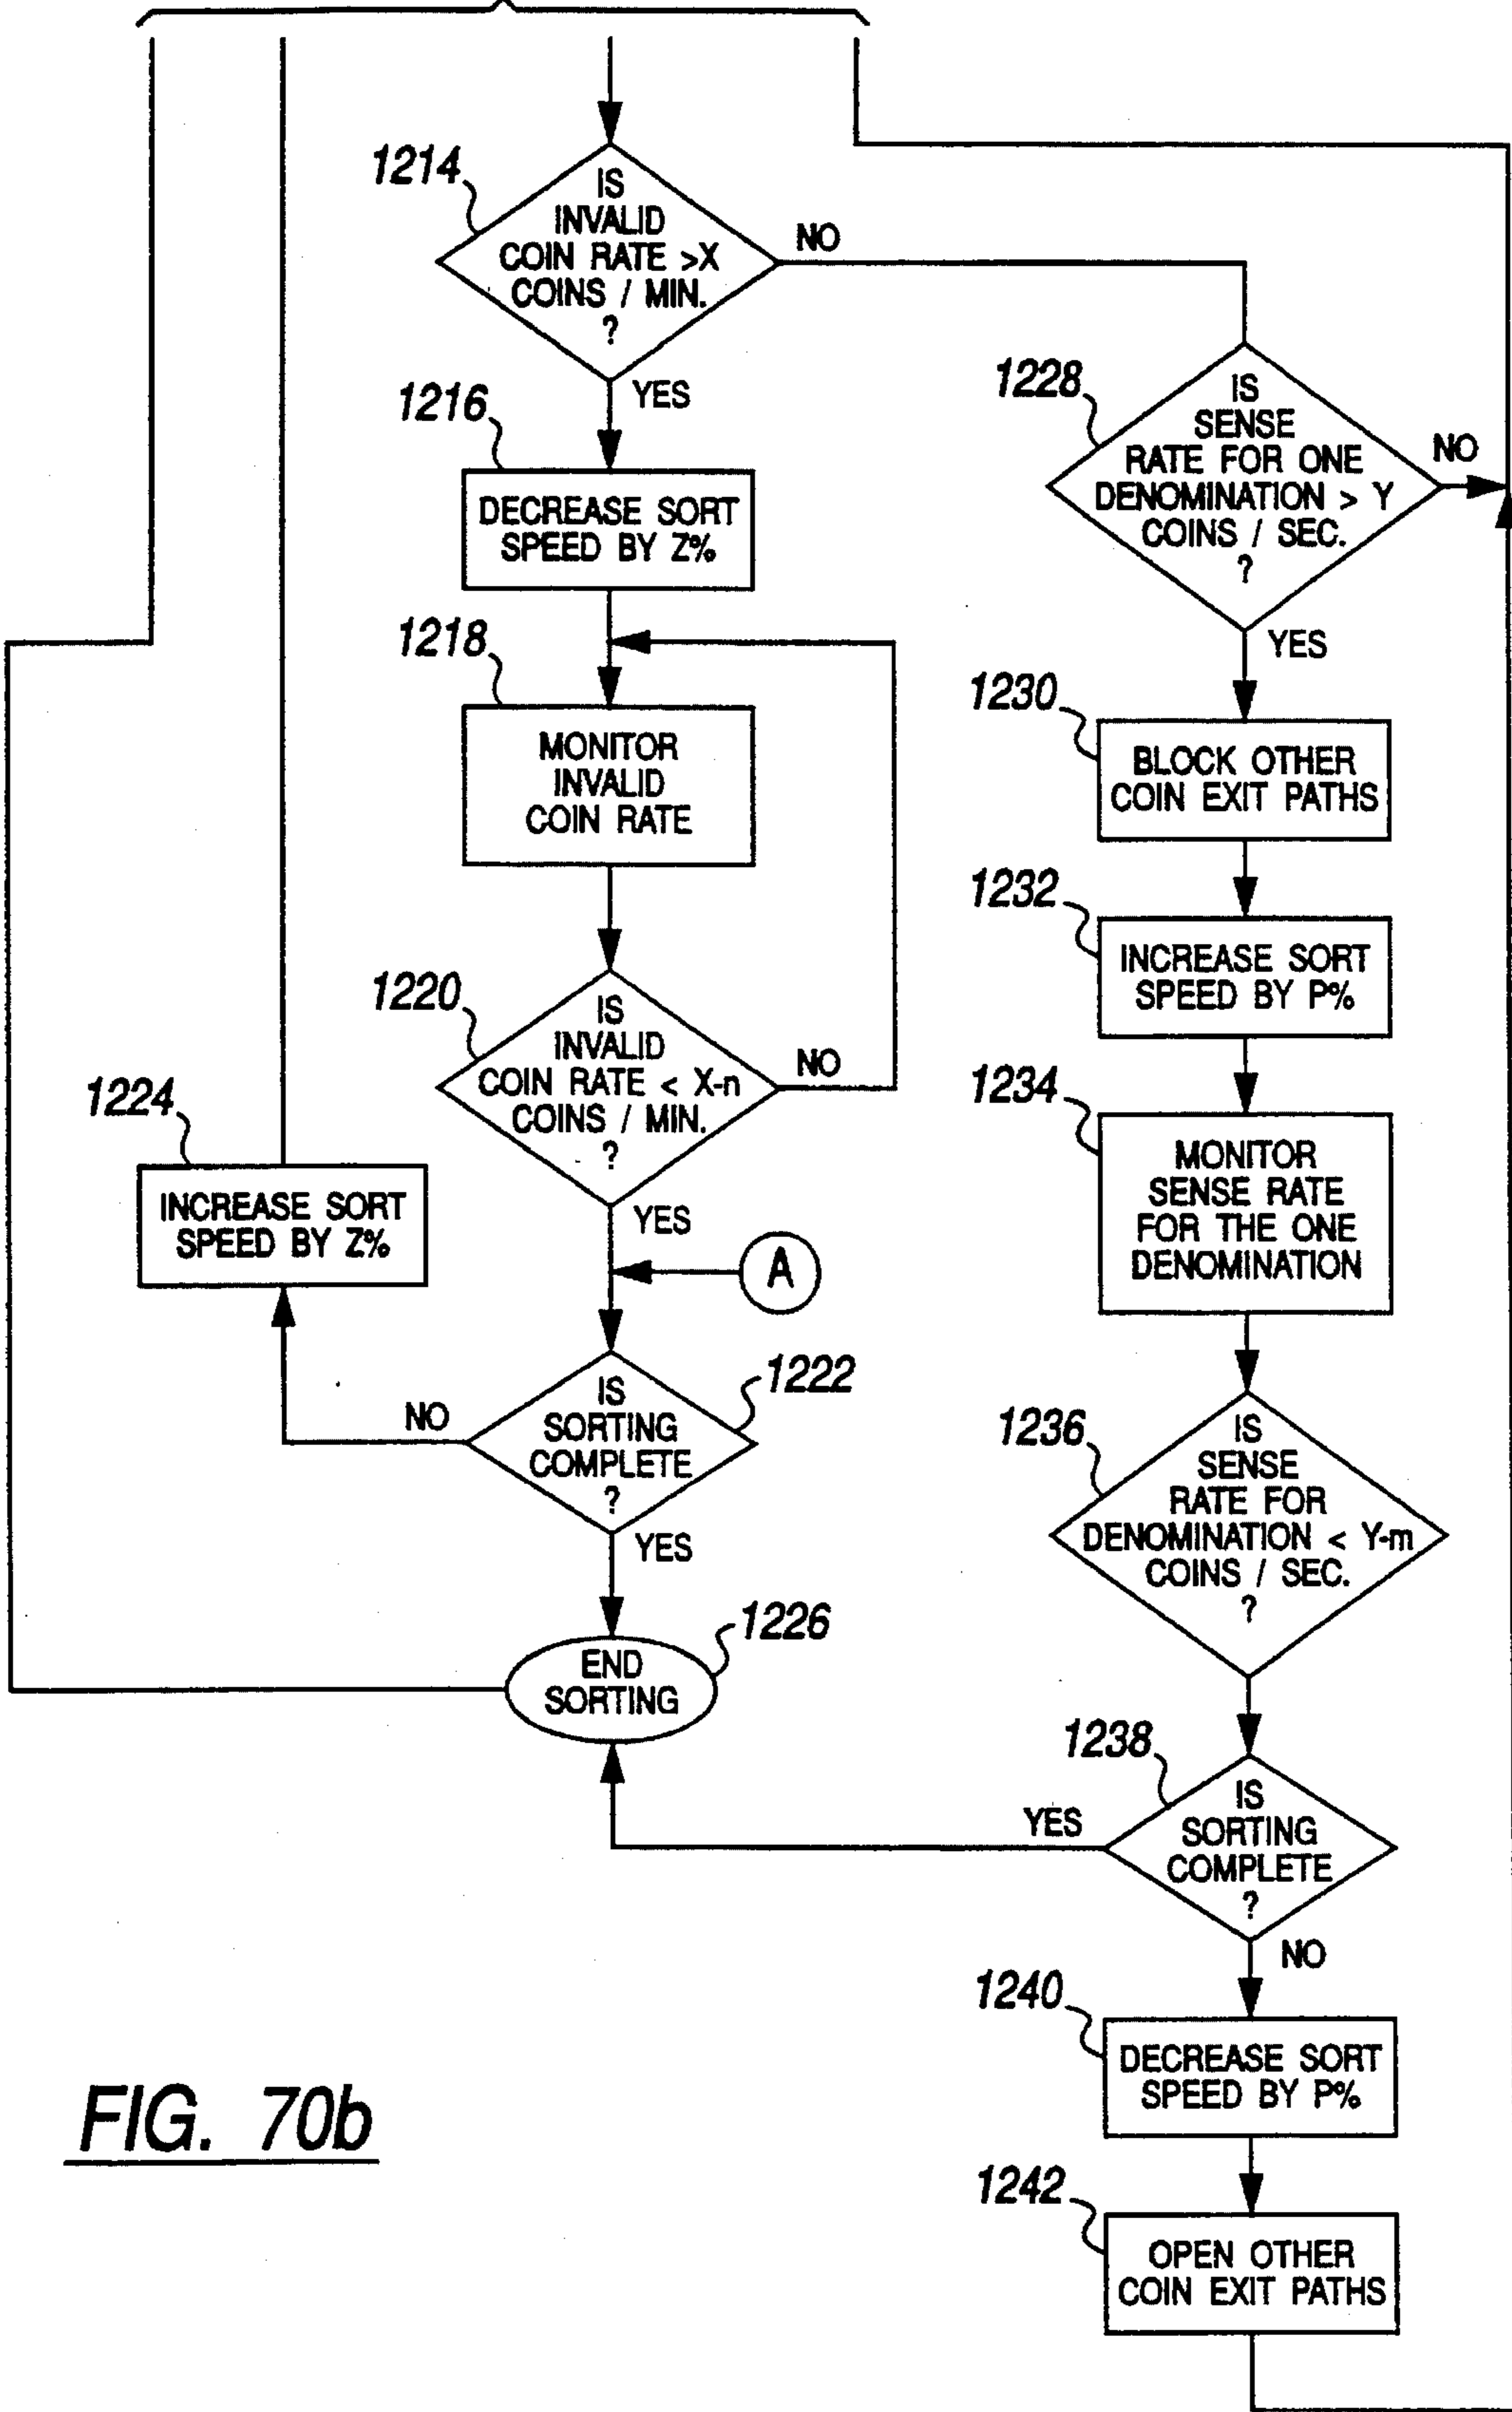 1214
IS
INVALID
COIN RATE >X
COINS / MIN.
?
NO
YES
1216
DECREASE SORT
SPEED BY Z%
1218
MONITOR
INVALID
COIN RATE
1220
IS
INVALID
COIN RATE < X-n
COINS / MIN.
?
NO
YES
A
1224
INCREASE SORT
SPEED BY Z%
1222
IS
SORTING
COMPLETE
?
NO
YES
1226
END
SORTING
1228
IS
SENSE
RATE FOR ONE
DENOMINATION > Y
COINS / SEC.
?
NO
YES
1230
BLOCK OTHER
COIN EXIT PATHS
1232
INCREASE SORT
SPEED BY P%
1234
MONITOR
SENSE RATE
FOR THE ONE
DENOMINATION
1236
IS
SENSE
RATE FOR
DENOMINATION < Y-m
COINS / SEC.
?
1238
IS
SORTING
COMPLETE
?
YES
NO
1240
DECREASE SORT
SPEED BY P%
1242
OPEN OTHER
COIN EXIT PATHS
FIG. 70b